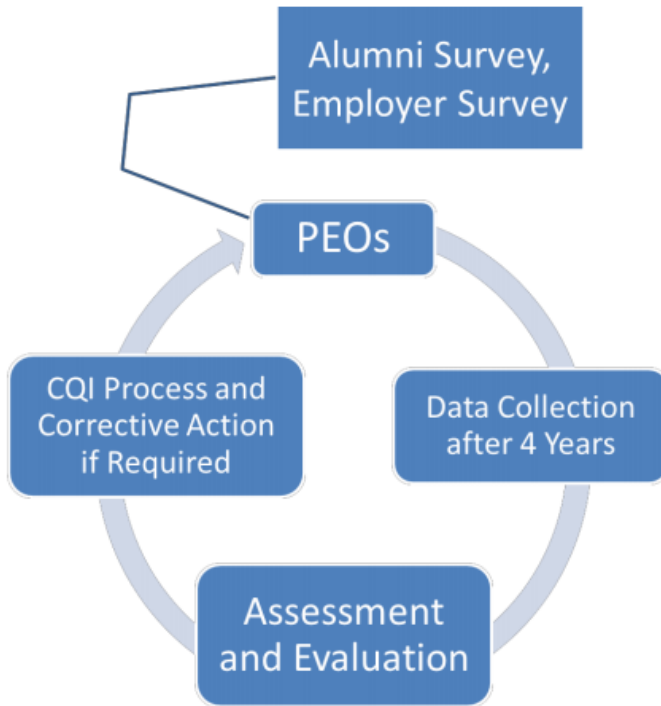 Alumni Survey,
Employer Survey
PEOs
Data Collection
after 4 Years
Assessment
and Evaluation
CQI Process and
Corrective Action
if Required